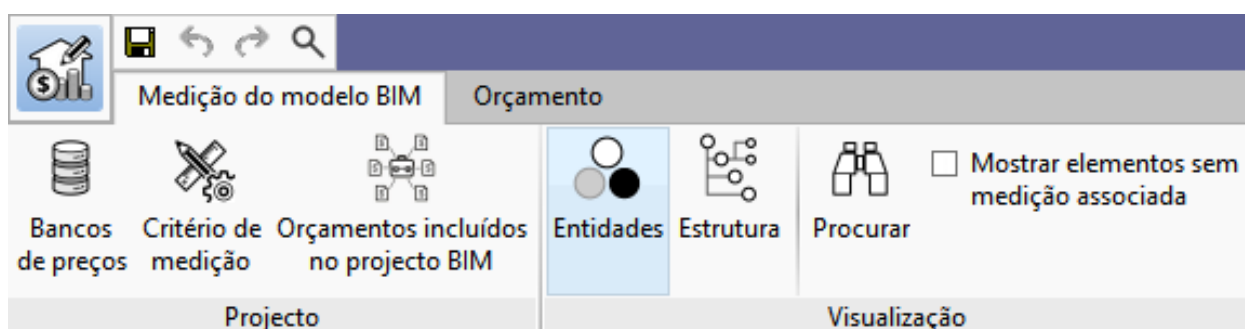 Medição do modelo BIM Orçamento
Bancos de preços
Critério de medição
Orçamentos incluídos no projecto BIM
Entidades
Estrutura
Procurar
Mostrar elementos sem
medição associada
Projecto
Visualização